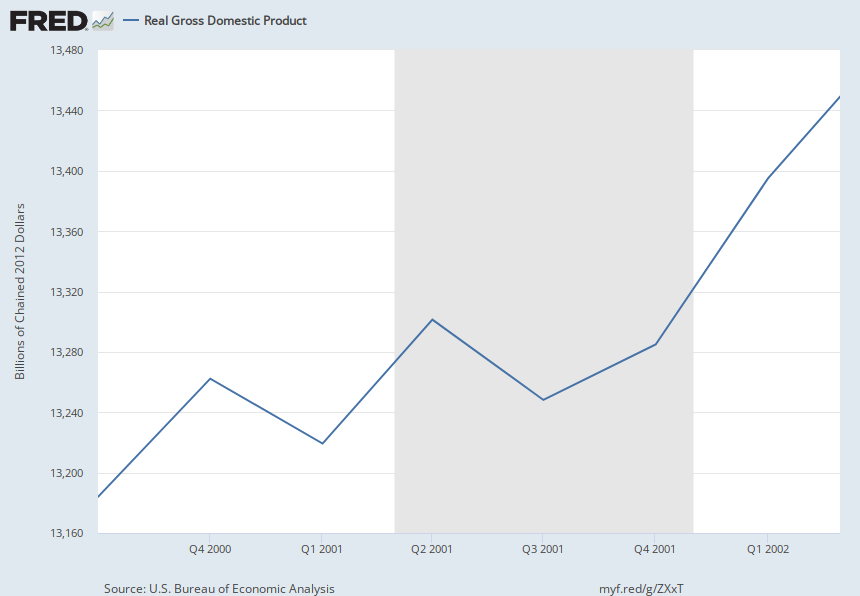 FRED
Real Gross Domestic Product
13,480
13,440
13,400
13,360
13,320
13,280
13,240
13,200
13,160
Billions of Chained 2012 Dollars
Q4 2000 Q1 2001 Q2 2001 Q3 2001 Q4 2001 Q1 2002
Source: U.S. Bureau of Economic Analysis
myf.red/g/ZXxT